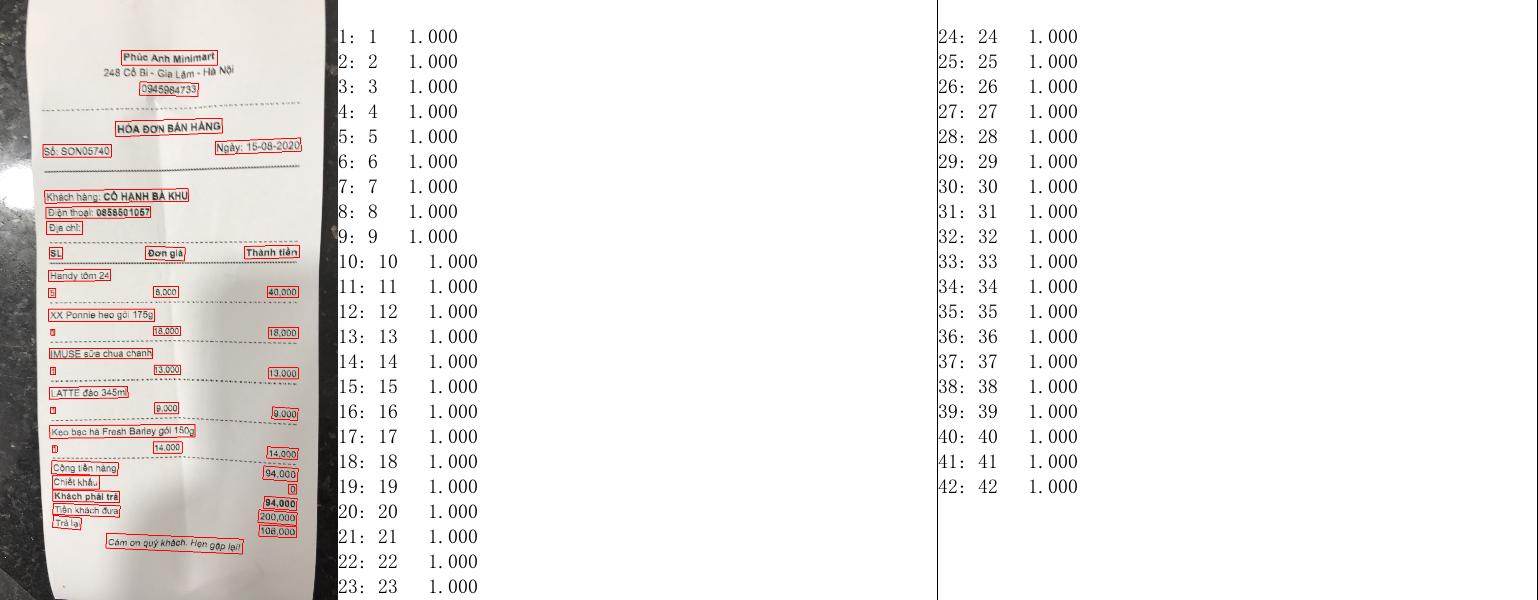 Phúc Anh Minimart
248 Cổ Bi - Gia Lâm - Hà Nội
0945984733
HÓA ĐƠN BÁN HÀNG
Số: SON05740 Ngày: 15-08-2020
Khách hàng: CÔ HẠNH BÀ KHU
Điện thoại: 0858501057
Địa chỉ:
SL Đơn giá Thành tiền
Handy tôm 24
5 8,000 40,000
XX Ponnie heo gói 175g
1 18,000 18,000
IMUSE sữa chua chanh
1 13,000 13,000
LATTE đào 345ml
1 9,000 9,000
Kẹo bạc hà Fresh Barley gói 150g
1 14,000 14,000
Cộng tiền hàng 94,000
Chiết khấu 0
Khách phải trả 94,000
Tiền khách đưa 200,000
Trả lại 106,000
Cảm ơn quý khách. Hẹn gặp lại!
1: 1 1.000
2: 2 1.000
3: 3 1.000
4: 4 1.000
5: 5 1.000
6: 6 1.000
7: 7 1.000
8: 8 1.000
9: 9 1.000
10: 10 1.000
11: 11 1.000
12: 12 1.000
13: 13 1.000
14: 14 1.000
15: 15 1.000
16: 16 1.000
17: 17 1.000
18: 18 1.000
19: 19 1.000
20: 20 1.000
21: 21 1.000
22: 22 1.000
23: 23 1.000
24: 24 1.000
25: 25 1.000
26: 26 1.000
27: 27 1.000
28: 28 1.000
29: 29 1.000
30: 30 1.000
31: 31 1.000
32: 32 1.000
33: 33 1.000
34: 34 1.000
35: 35 1.000
36: 36 1.000
37: 37 1.000
38: 38 1.000
39: 39 1.000
40: 40 1.000
41: 41 1.000
42: 42 1.000